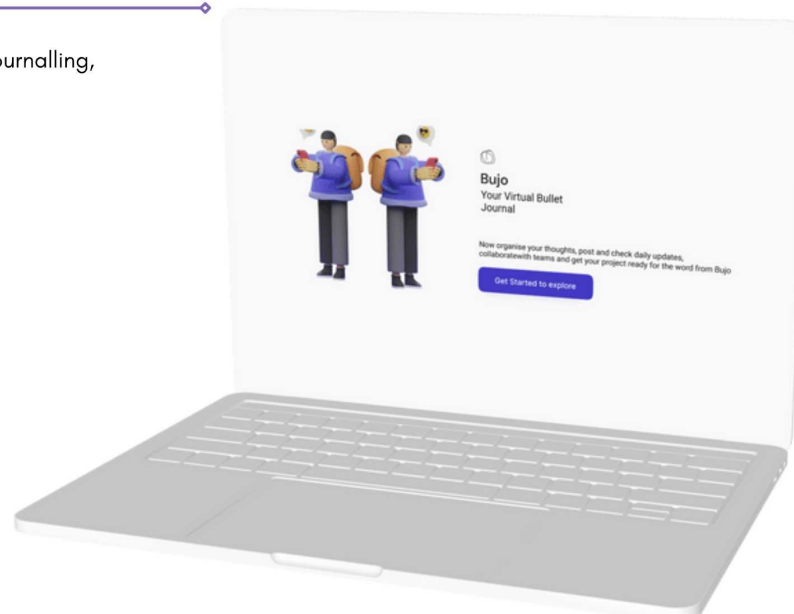 ournalling,
Bujo
Your Virtual Bullet
Journal
Now organise your thoughts, post and check daily updates,
collaboratewith teams and get your project ready for the word from Bujo
Get Started to explore